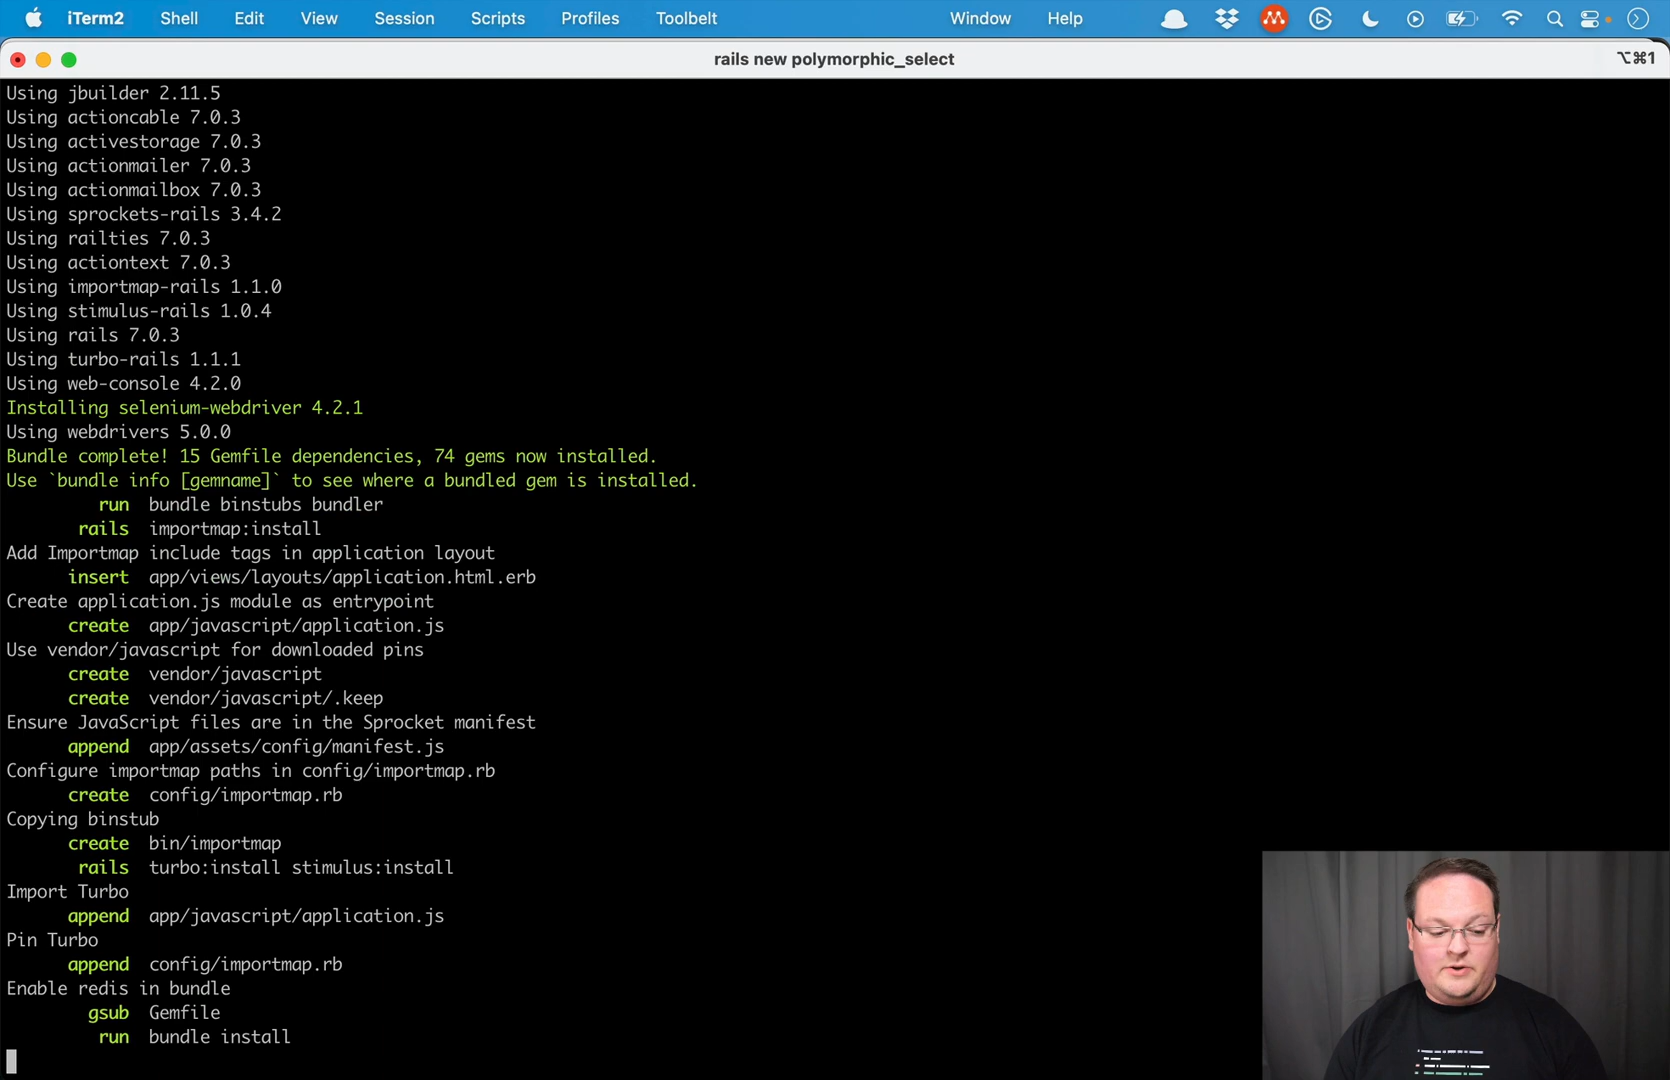 iTerm2 Shell Edit View Session Scripts Profiles Toolbelt Window Help
rails new polymorphic_select
⌥⌘1
Using jbuilder 2.11.5
Using actioncable 7.0.3
Using activestorage 7.0.3
Using actionmailer 7.0.3
Using actionmailbox 7.0.3
Using sprockets-rails 3.4.2
Using railties 7.0.3
Using actiontext 7.0.3
Using importmap-rails 1.1.0
Using stimulus-rails 1.0.4
Using rails 7.0.3
Using turbo-rails 1.1.1
Using web-console 4.2.0
Installing selenium-webdriver 4.2.1
Using webdrivers 5.0.0
Bundle complete! 15 Gemfile dependencies, 74 gems now installed.
Use `bundle info [gemname]` to see where a bundled gem is installed.
run bundle binstubs bundler
rails importmap:install
Add Importmap include tags in application layout
insert app/views/layouts/application.html.erb
Create application.js module as entrypoint
create app/javascript/application.js
Use vendor/javascript for downloaded pins
create vendor/javascript
create vendor/javascript/.keep
Ensure JavaScript files are in the Sprocket manifest
append app/assets/config/manifest.js
Configure importmap paths in config/importmap.rb
create config/importmap.rb
Copying binstub
create bin/importmap
rails turbo:install stimulus:install
Import Turbo
append app/javascript/application.js
Pin Turbo
append config/importmap.rb
Enable redis in bundle
gsub Gemfile
run bundle install